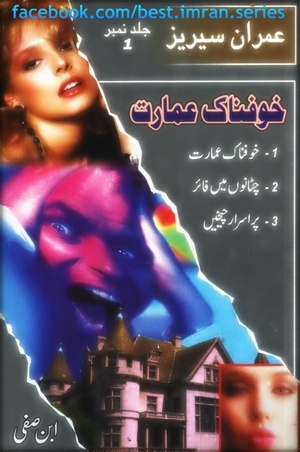 facebook.com/best.imran.series
عمران سیریز جلد نمبر 1
خوفناک عمارت
1- خوفناک عمارت
2- چٹانوں میں فائر
3- پراسرار چیخیں
ابن صفی